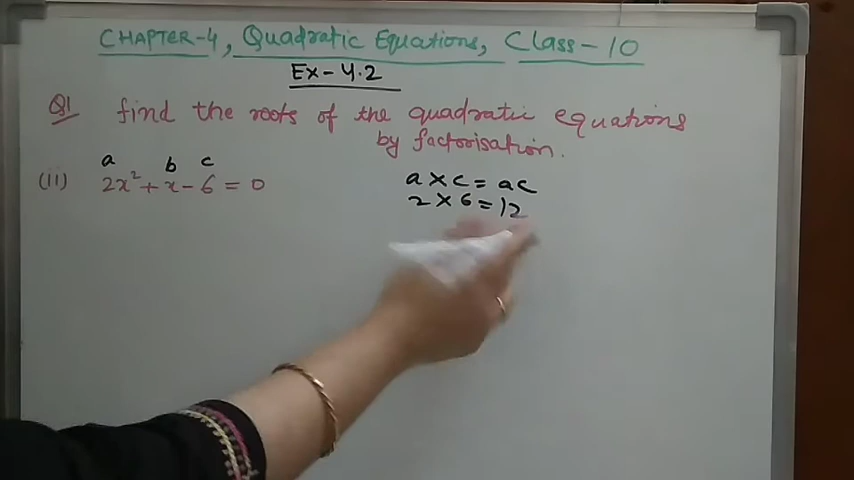 CHAPTER-4, Quadratic Equations, Class-10
Ex-4.2
Q1 find the roots of the quadratic equations
by factorisation.
a b c
(ii) 2x²+x-6=0
a×c=ac
2×6=12